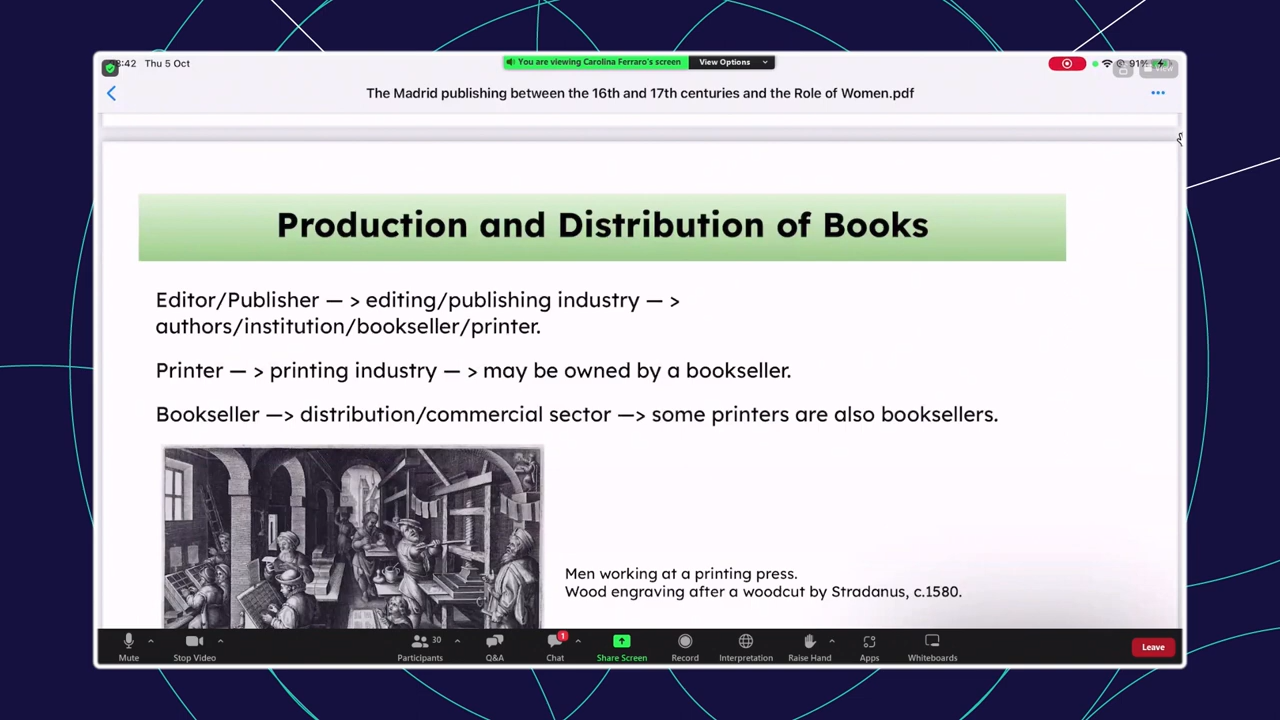 :42 Thu 5 Oct
You are viewing Carolina Ferraro's screen
View Options
91%
View
The Madrid publishing between the 16th and 17th centuries and the Role of Women.pdf
Production and Distribution of Books
Editor/Publisher — > editing/publishing industry — >
authors/institution/bookseller/printer.
Printer — > printing industry — > may be owned by a bookseller.
Bookseller —> distribution/commercial sector —> some printers are also booksellers.
Men working at a printing press.
Wood engraving after a woodcut by Stradanus, c.1580.
Mute
Stop Video
30
Participants
Q&A
1
Chat
Share Screen
Record
Interpretation
Raise Hand
Apps
Whiteboards
Leave